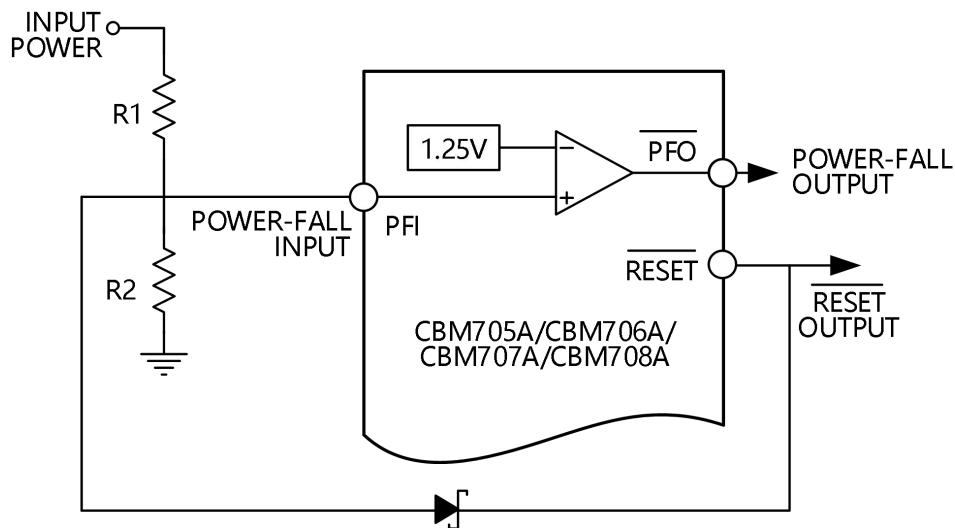 INPUT
POWER
R1
1.25V
−
+
PFO
POWER-FALL
OUTPUT
POWER-FALL
INPUT
PFI
RESET
R2
RESET
OUTPUT
CBM705A/CBM706A/
CBM707A/CBM708A